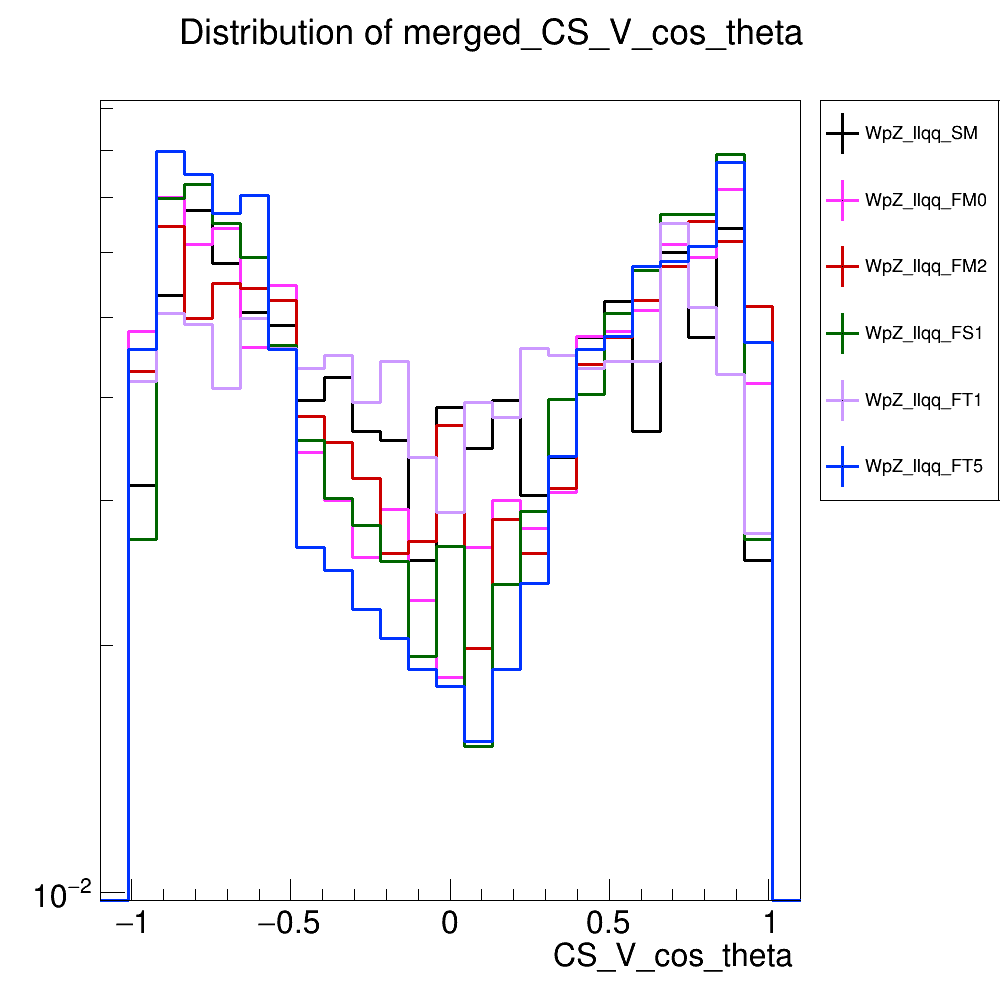 Distribution of merged_CS_V_cos_theta
WpZ_llqq_SM
WpZ_llqq_FM0
WpZ_llqq_FM2
WpZ_llqq_FS1
WpZ_llqq_FT1
WpZ_llqq_FT5
10⁻²
−1 −0.5 0 0.5 1
CS_V_cos_theta